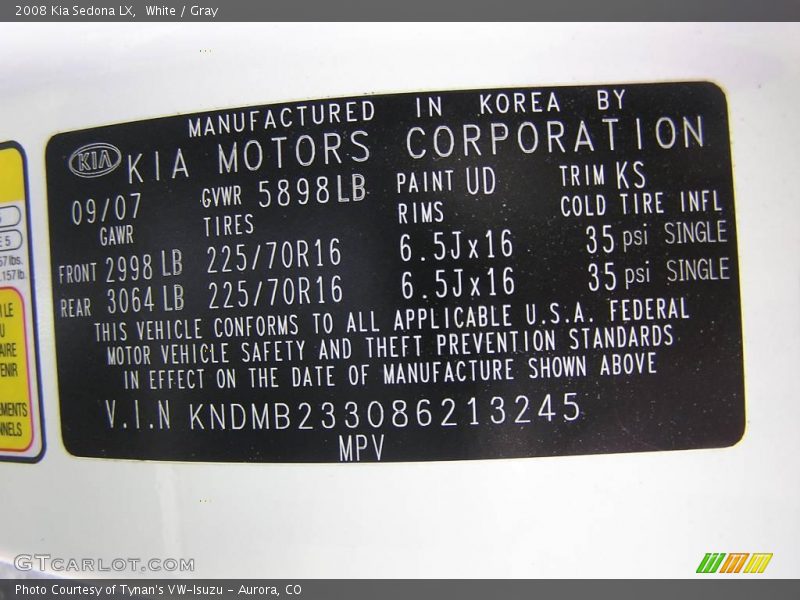 2008 Kia Sedona LX, White / Gray
MANUFACTURED IN KOREA BY
KIA KIA MOTORS CORPORATION
09/07 GVWR 5898LB PAINT UD TRIM KS
GAWR TIRES RIMS COLD TIRE INFL
FRONT 2998 LB 225/70R16 6.5Jx16 35 psi SINGLE
REAR 3064 LB 225/70R16 6.5Jx16 35 psi SINGLE
THIS VEHICLE CONFORMS TO ALL APPLICABLE U.S.A. FEDERAL
MOTOR VEHICLE SAFETY AND THEFT PREVENTION STANDARDS
IN EFFECT ON THE DATE OF MANUFACTURE SHOWN ABOVE
V.I.N KNDMB233086213245
MPV
GTCARLOT.COM
Photo Courtesy of Tynan's VW-Isuzu - Aurora, CO